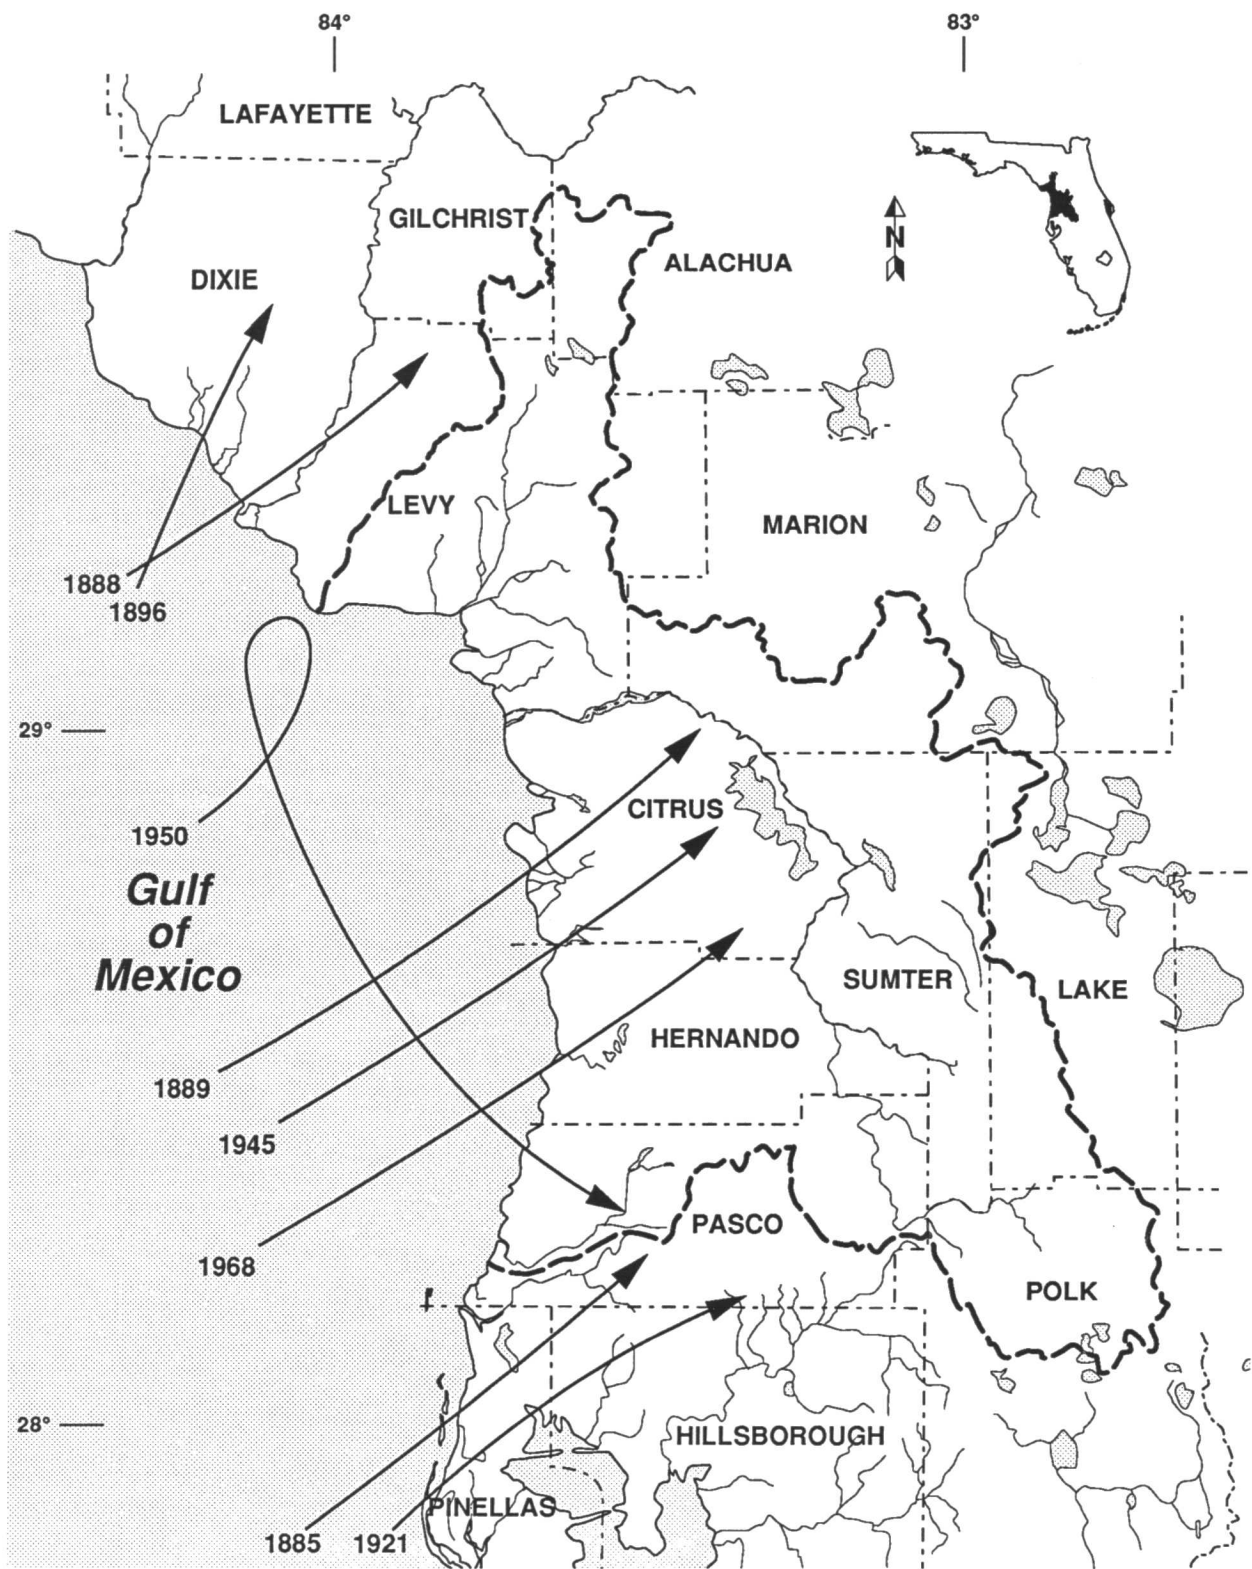 84°
83°
LAFAYETTE
GILCHRIST
N
ALACHUA
DIXIE
LEVY
MARION
1888
1896
29°
CITRUS
1950
Gulf
of
Mexico
SUMTER
LAKE
HERNANDO
1889
1945
PASCO
1968
POLK
28°
HILLSBOROUGH
PINELLAS
1885
1921